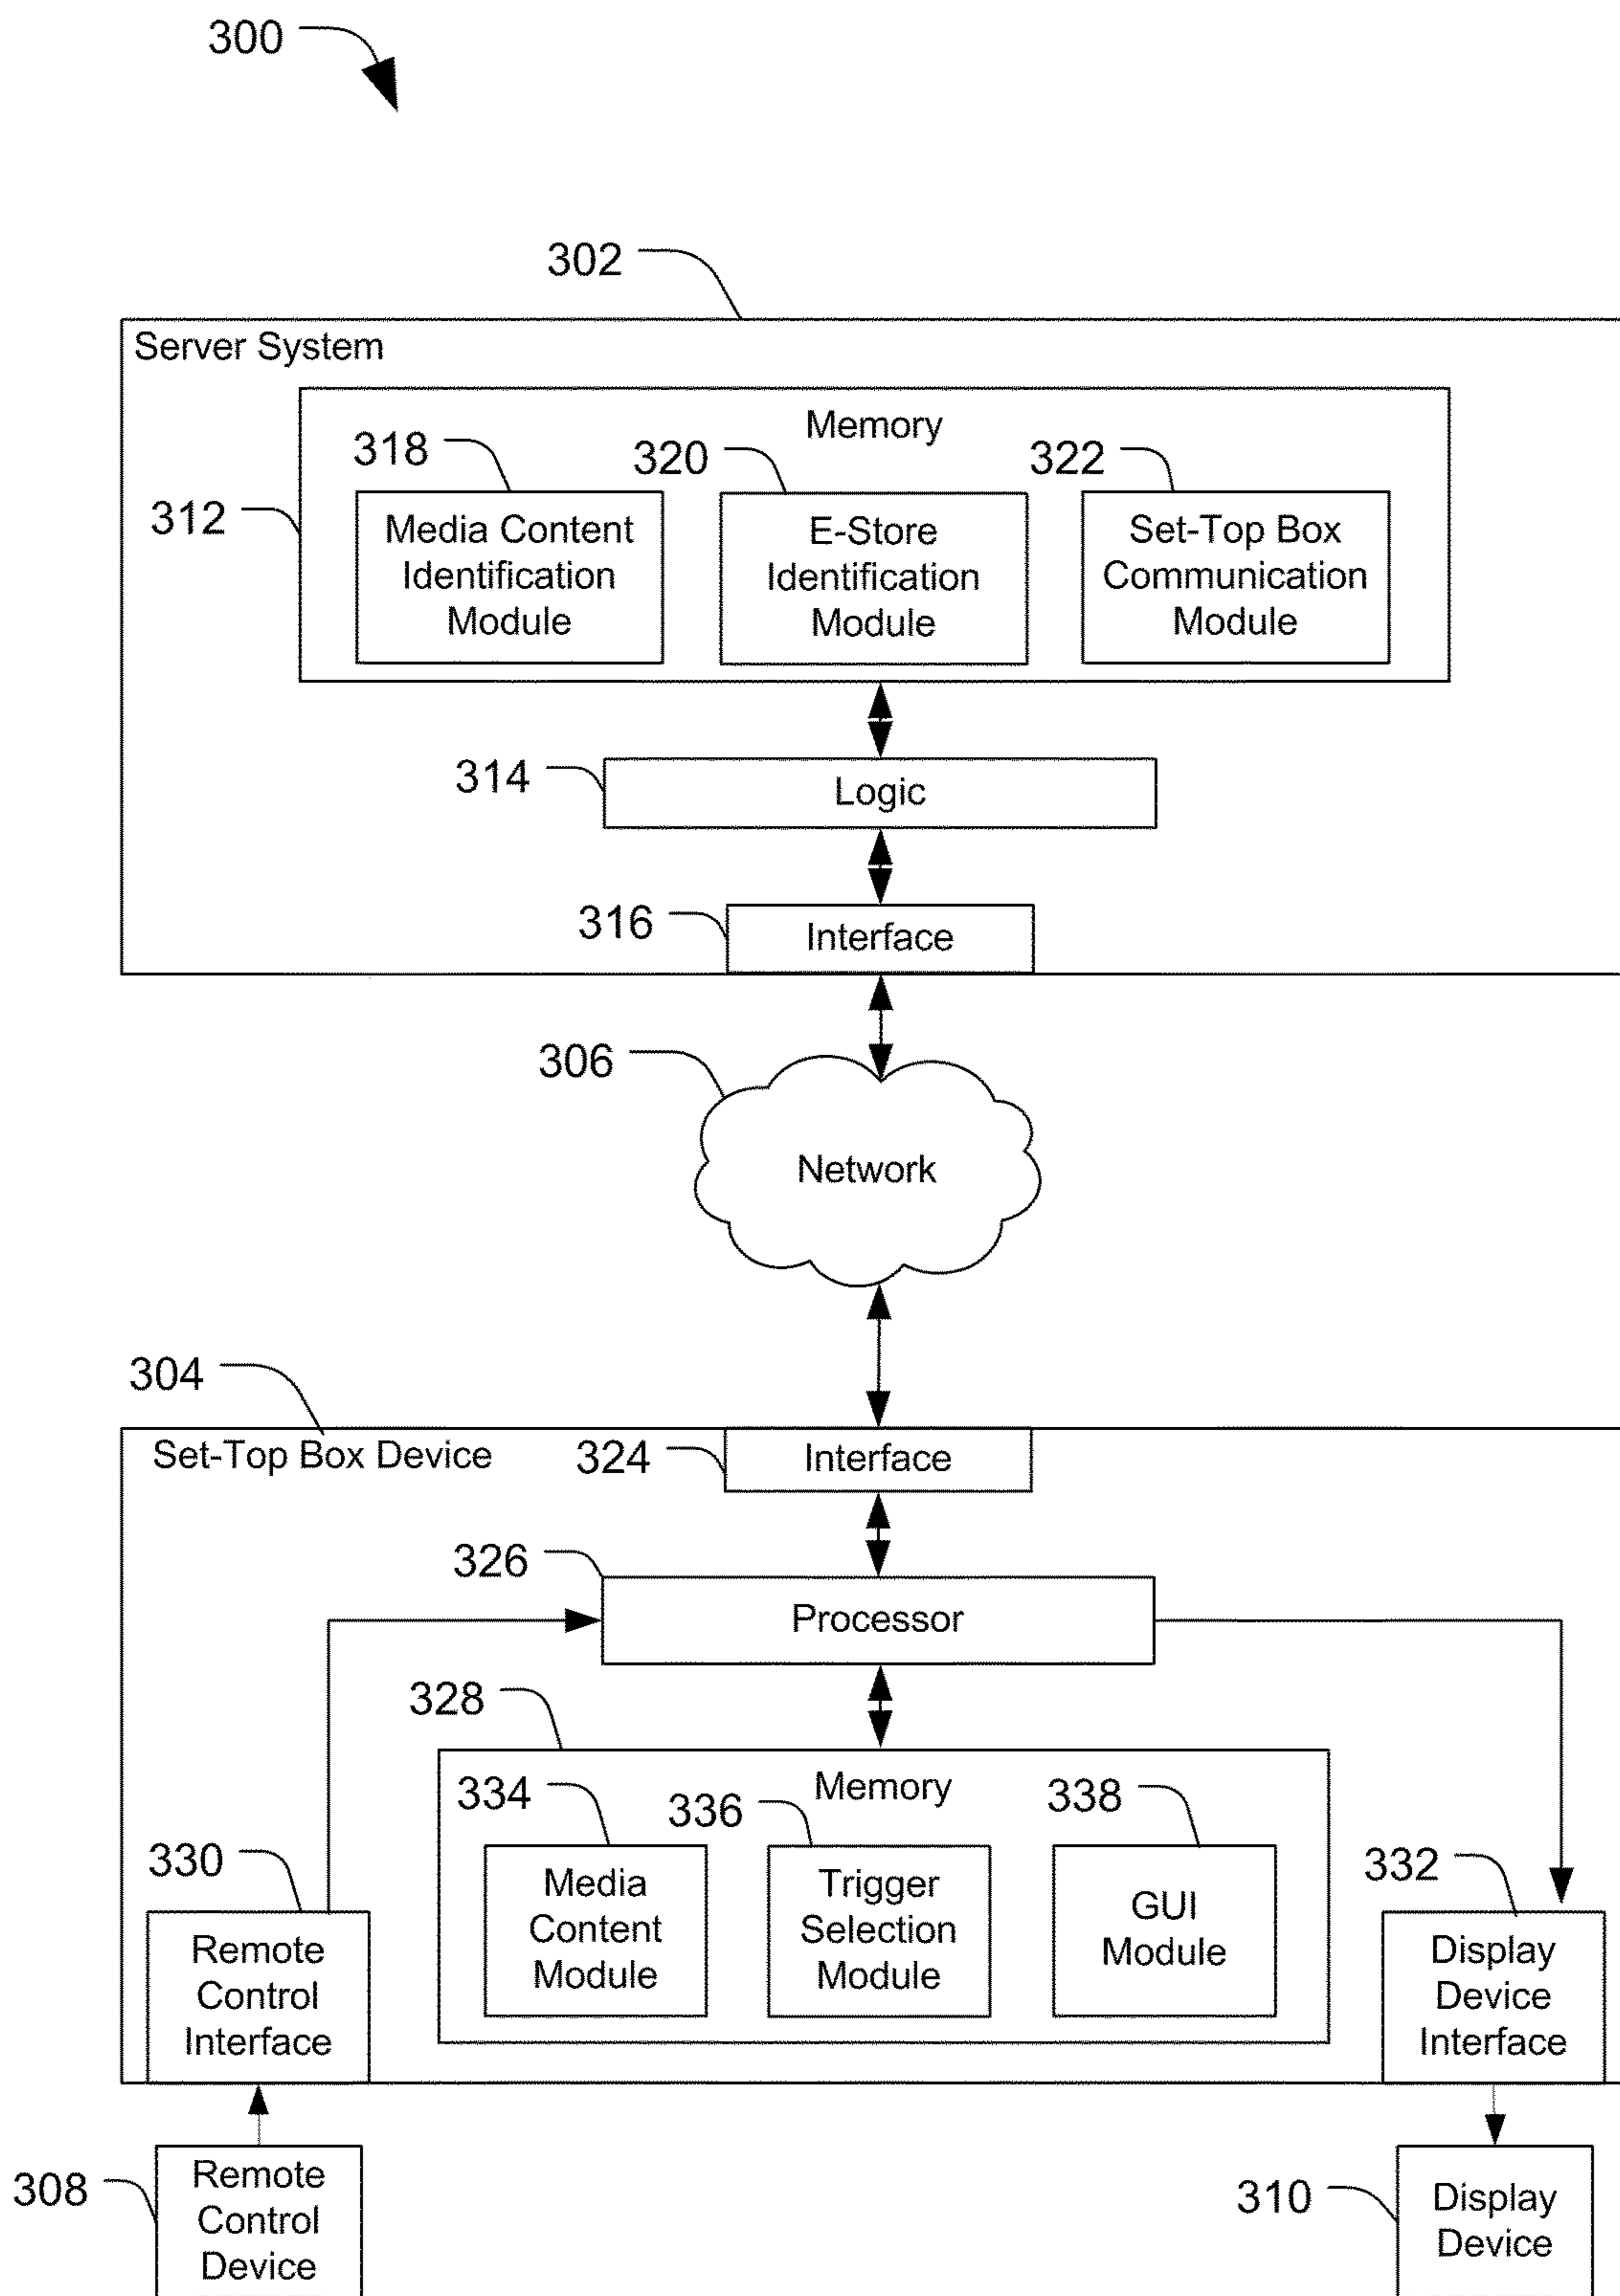 300
302
Server System
Memory
318
320
322
312
Media Content
Identification
Module
E-Store
Identification
Module
Set-Top Box
Communication
Module
314
Logic
316
Interface
306
Network
304
Set-Top Box Device
324
Interface
326
Processor
328
Memory
334
336
338
330
332
Media
Content
Module
Trigger
Selection
Module
GUI
Module
Remote
Control
Interface
Display
Device
Interface
308
Remote
Control
Device
310
Display
Device